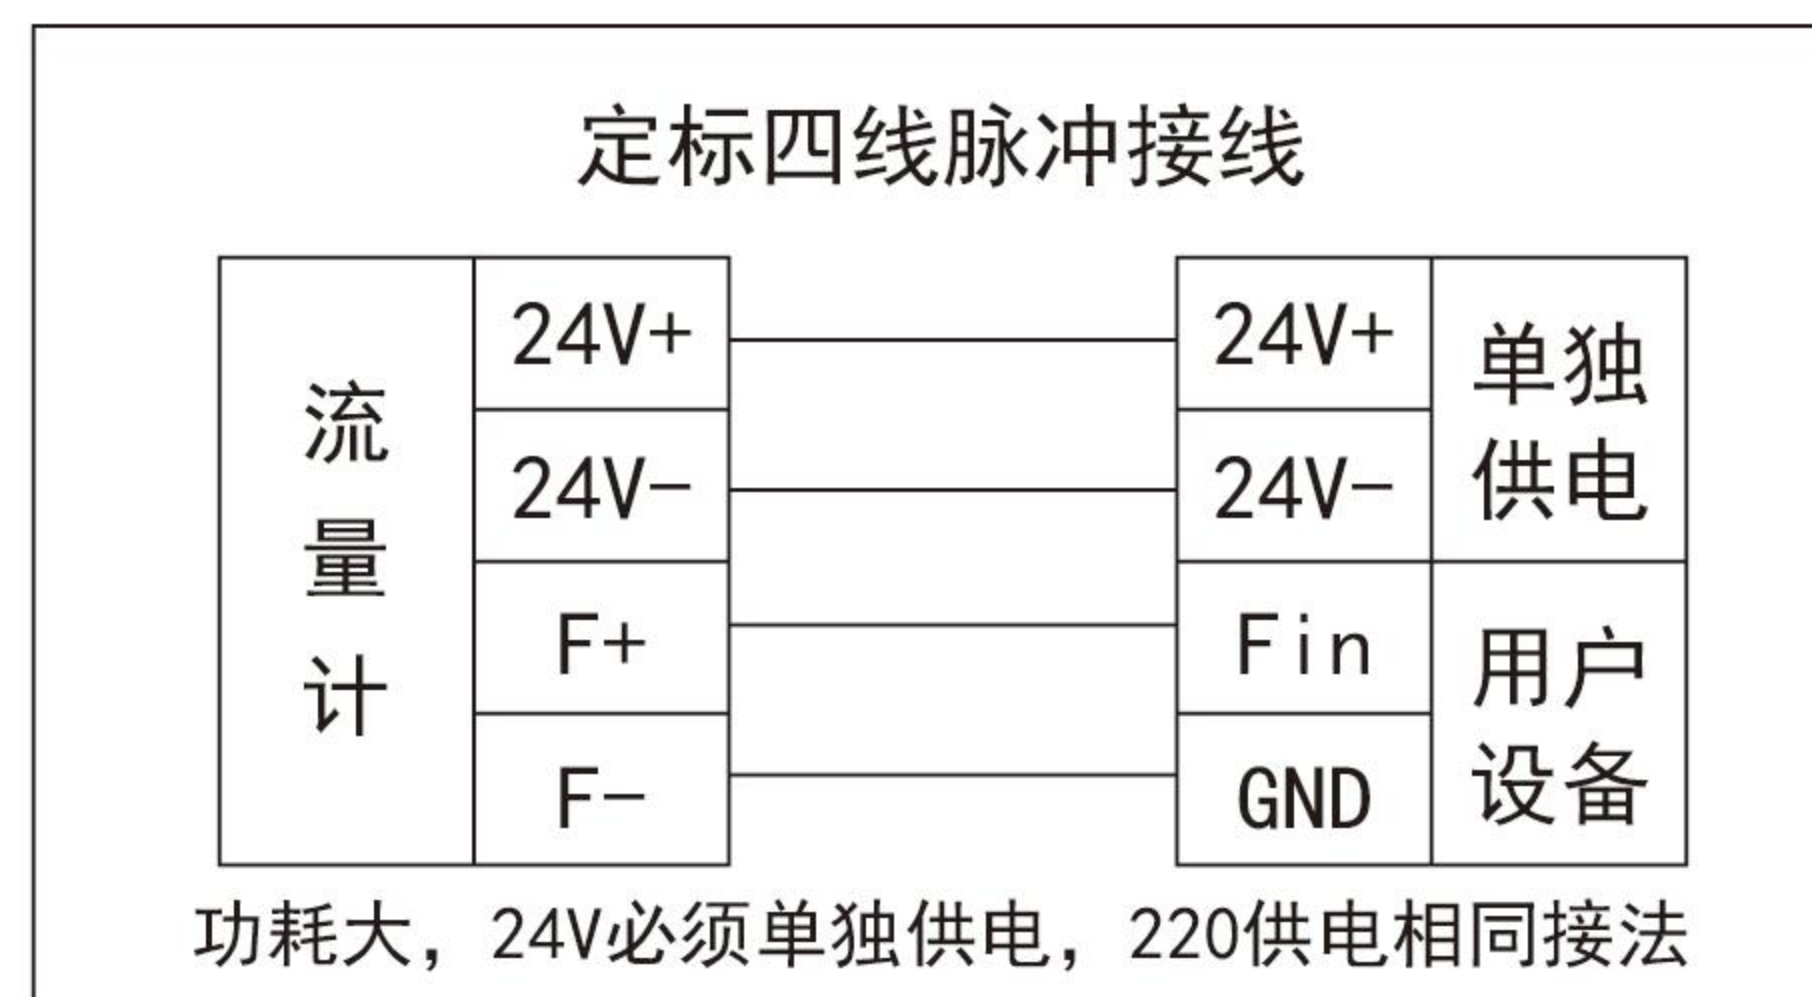 定标四线脉冲接线
流量计
24V+
24V-
F+
F-
24V+
24V-
Fin
GND
单独
供电
用户
设备
功耗大，24V必须单独供电，220供电相同接法